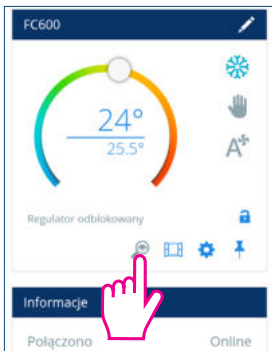 FC600
24°
25.5°
A
Regulator odblokowany
Informacje
Połączono Online